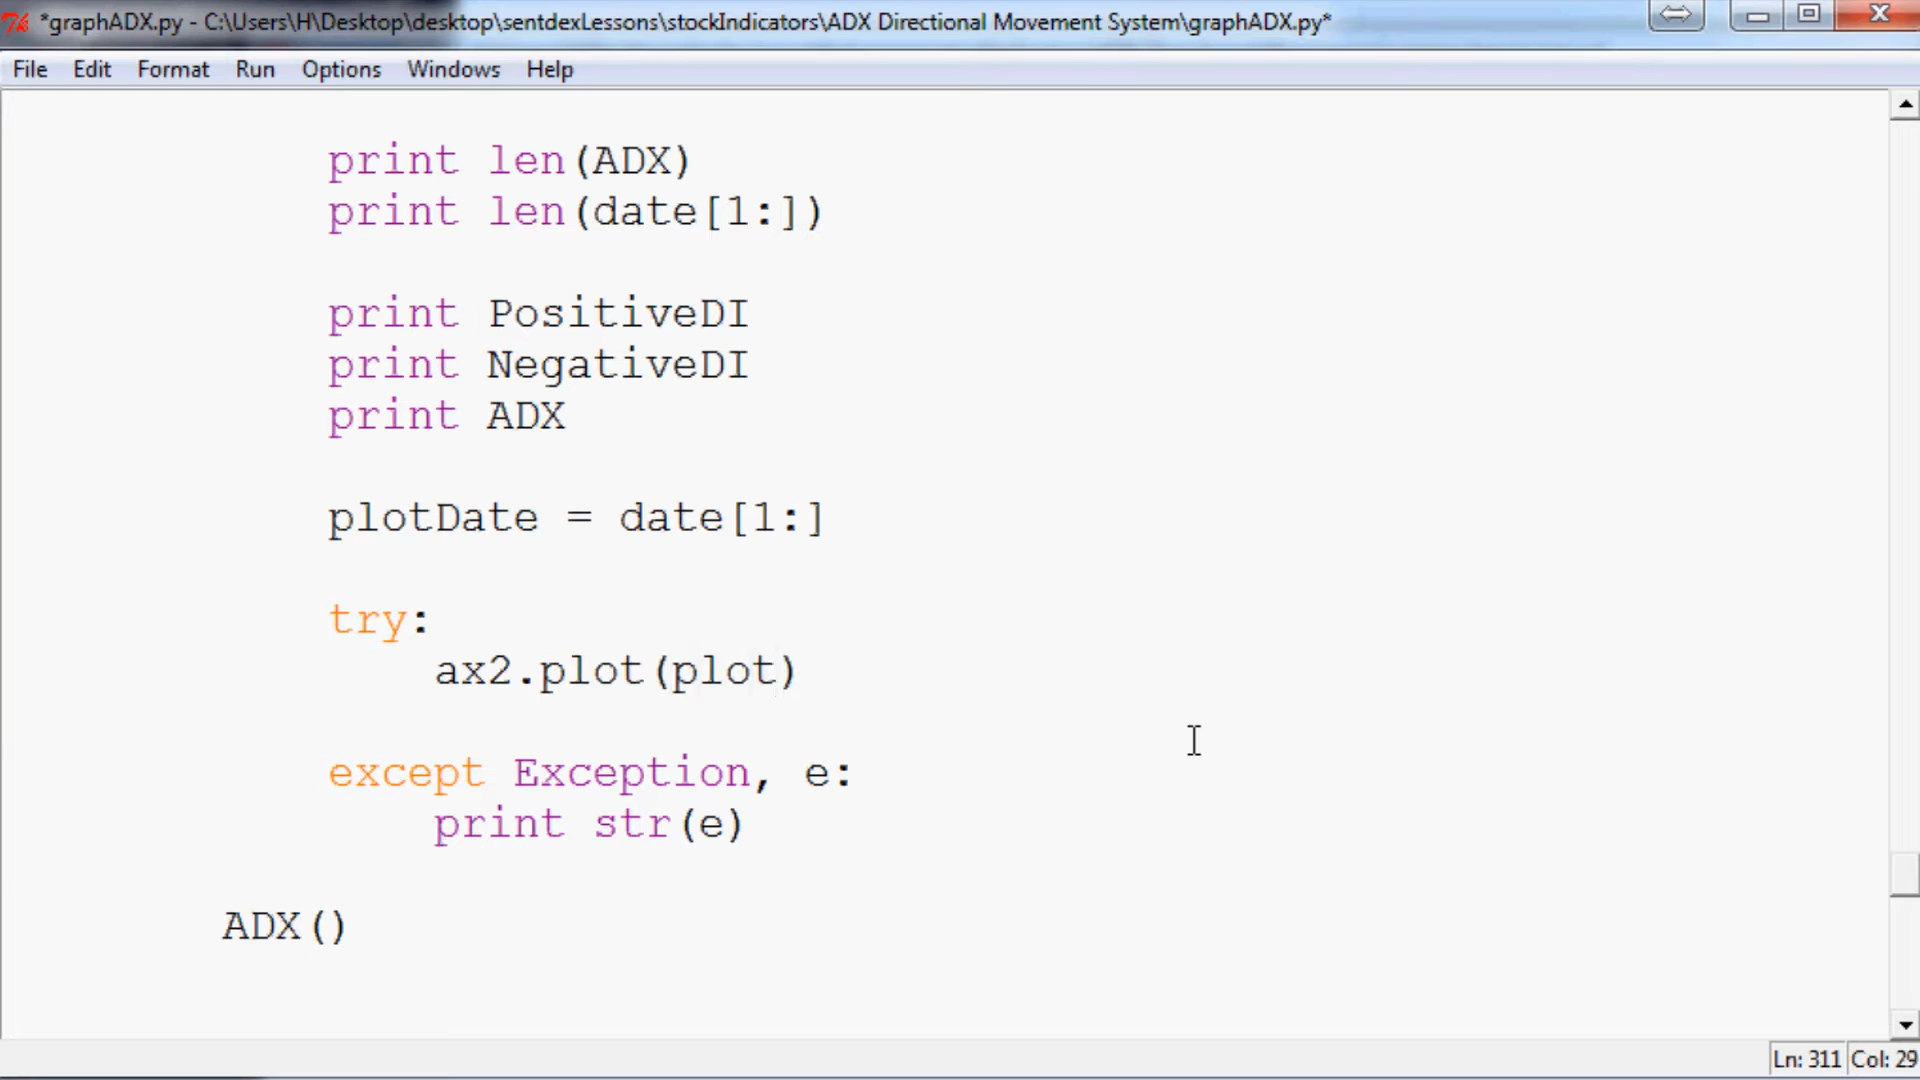 *graphADX.py - C:\Users\H\Desktop\desktop\sentdexLessons\stockIndicators\ADX Directional Movement System\graphADX.py*
File Edit Format Run Options Windows Help
print len(ADX)
print len(date[1:])
print PositiveDI
print NegativeDI
print ADX
plotDate = date[1:]
try:
ax2.plot(plot)
except Exception, e:
print str(e)
ADX()
Ln: 311 Col: 29